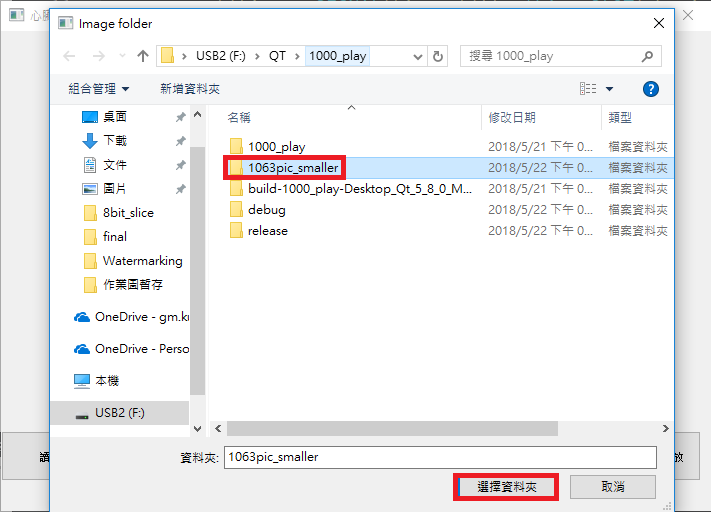 Image folder
USB2 (F:) > QT > 1000_play
搜尋 1000_play
組合管理
新增資料夾
桌面
下載
文件
圖片
8bit_slice
final
Watermarking
作業圖暫存
OneDrive - gm.k
OneDrive - Perso
本機
USB2 (F:)
名稱 修改日期 類型
1000_play 2018/5/21 下午 0... 檔案資料夾
1063pic_smaller 2018/5/22 下午 0... 檔案資料夾
build-1000_play-Desktop_Qt_5_8_0_M... 2018/5/21 下午 0... 檔案資料夾
debug 2018/5/22 下午 0... 檔案資料夾
release 2018/5/22 下午 0... 檔案資料夾
資料夾: 1063pic_smaller
選擇資料夾 取消